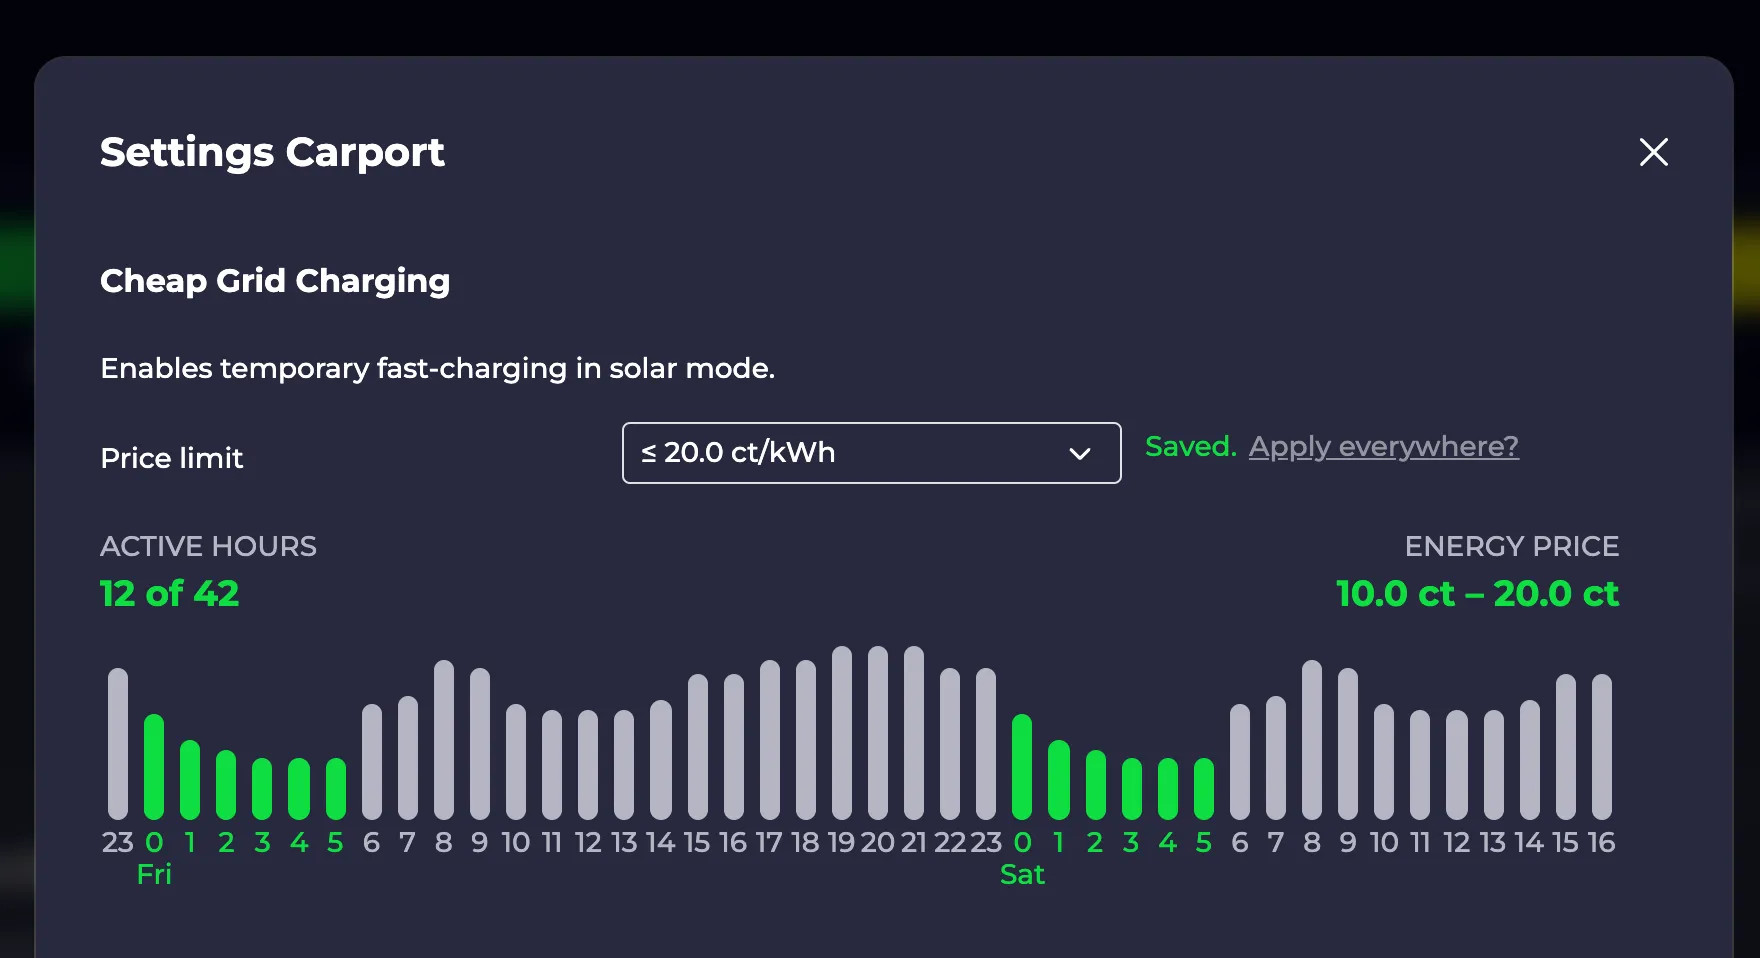 Settings Carport
Cheap Grid Charging
Enables temporary fast-charging in solar mode.
Price limit ≤ 20.0 ct/kWh Saved. Apply everywhere?
ACTIVE HOURS ENERGY PRICE
12 of 42 10.0 ct – 20.0 ct
23 0 1 2 3 4 5 6 7 8 9 10 11 12 13 14 15 16 17 18 19 20 21 22 23 0 1 2 3 4 5 6 7 8 9 10 11 12 13 14 15 16
Fri Sat